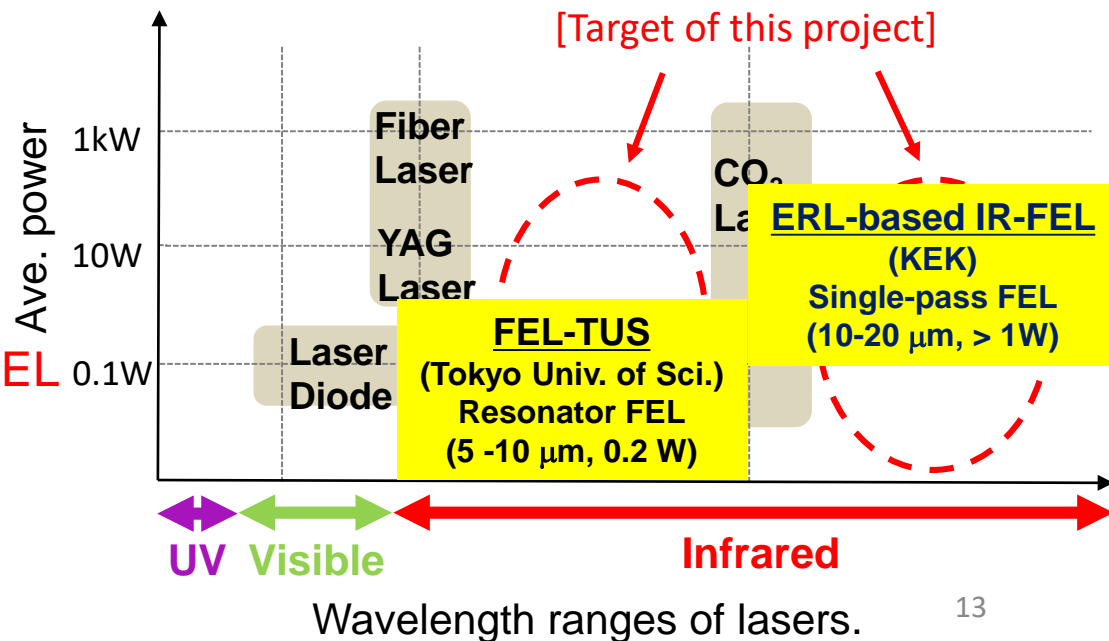 [Target of this project]
Ave. power
1kW
10W
0.1W
EL
Fiber
Laser
YAG
Laser
Laser
Diode
CO₂
La
FEL-TUS
(Tokyo Univ. of Sci.)
Resonator FEL
(5 -10 μm, 0.2 W)
ERL-based IR-FEL
(KEK)
Single-pass FEL
(10-20 μm, > 1W)
UV Visible Infrared
Wavelength ranges of lasers.
13